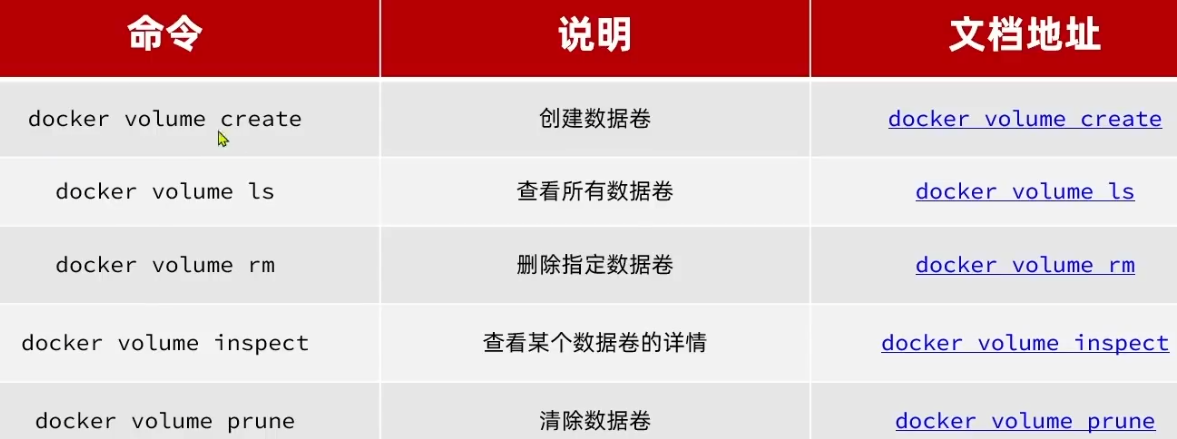 命令 说明 文档地址
docker volume create 创建数据卷 docker volume create
docker volume ls 查看所有数据卷 docker volume ls
docker volume rm 删除指定数据卷 docker volume rm
docker volume inspect 查看某个数据卷的详情 docker volume inspect
docker volume prune 清除数据卷 docker volume prune